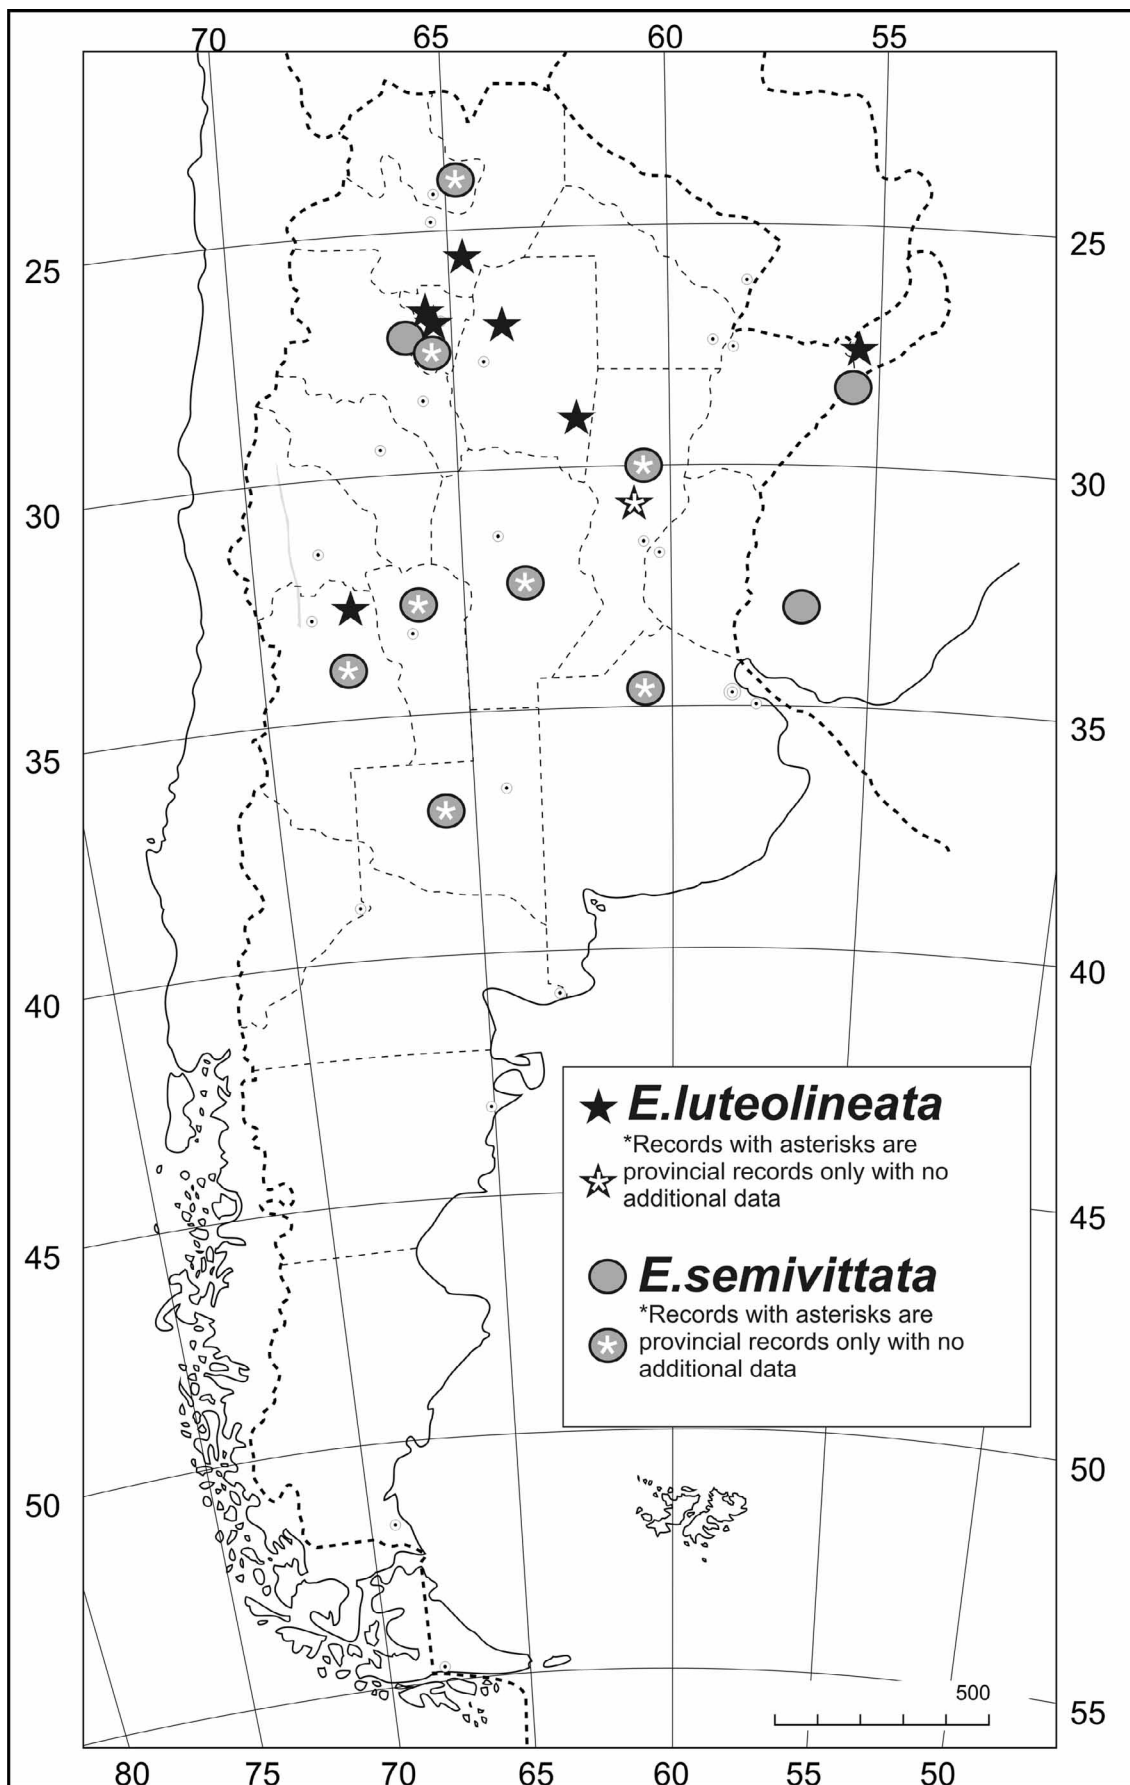 70 65 60 55
25 25
30 30
35 35
40 40
E.luteolineata
*Records with asterisks are
provincial records only with no
additional data
45 45
E.semivittata
*Records with asterisks are
provincial records only with no
additional data
50 50
500
55
80 75 70 65 60 55 50